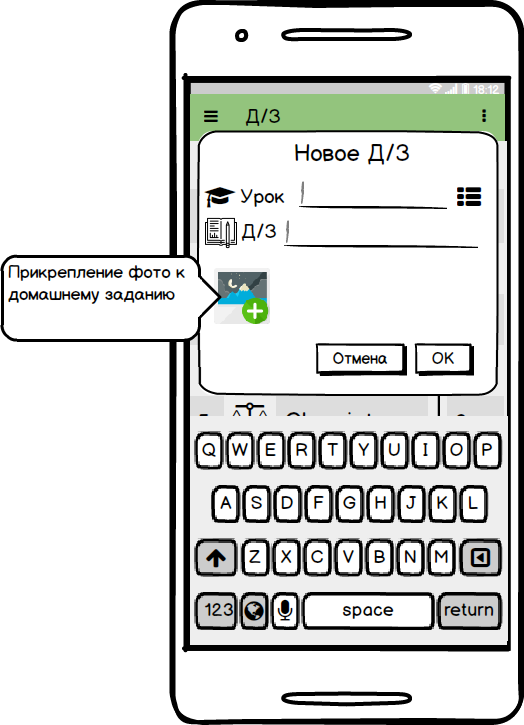 18:12
Д/З
Новое Д/З
Урок
Д/З
Прикрепление фото к
домашнему заданию
Отмена
OK
Q W E R T Y U I O P
A S D F G H J K L
Z X C V B N M
123
space
return